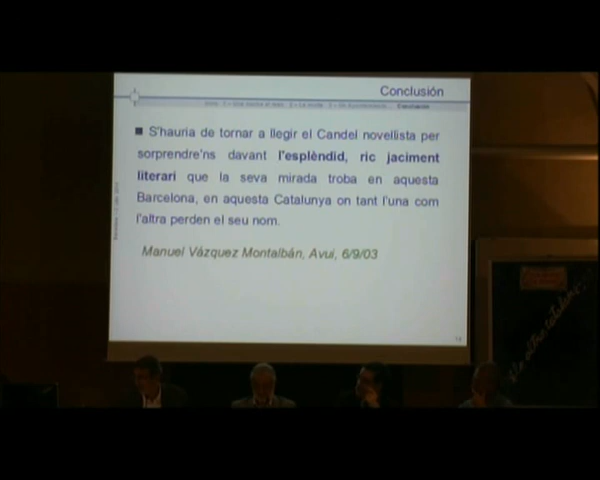 Conclusión
■ S'hauria de tornar a llegir el Candel novel·lista per
sorprendre'ns davant l'esplèndid, ric jaciment
literari que la seva mirada troba en aquesta
Barcelona, en aquesta Catalunya on tant l'una com
l'altra perden el seu nom.
Manuel Vázquez Montalbán, Avui, 6/9/03